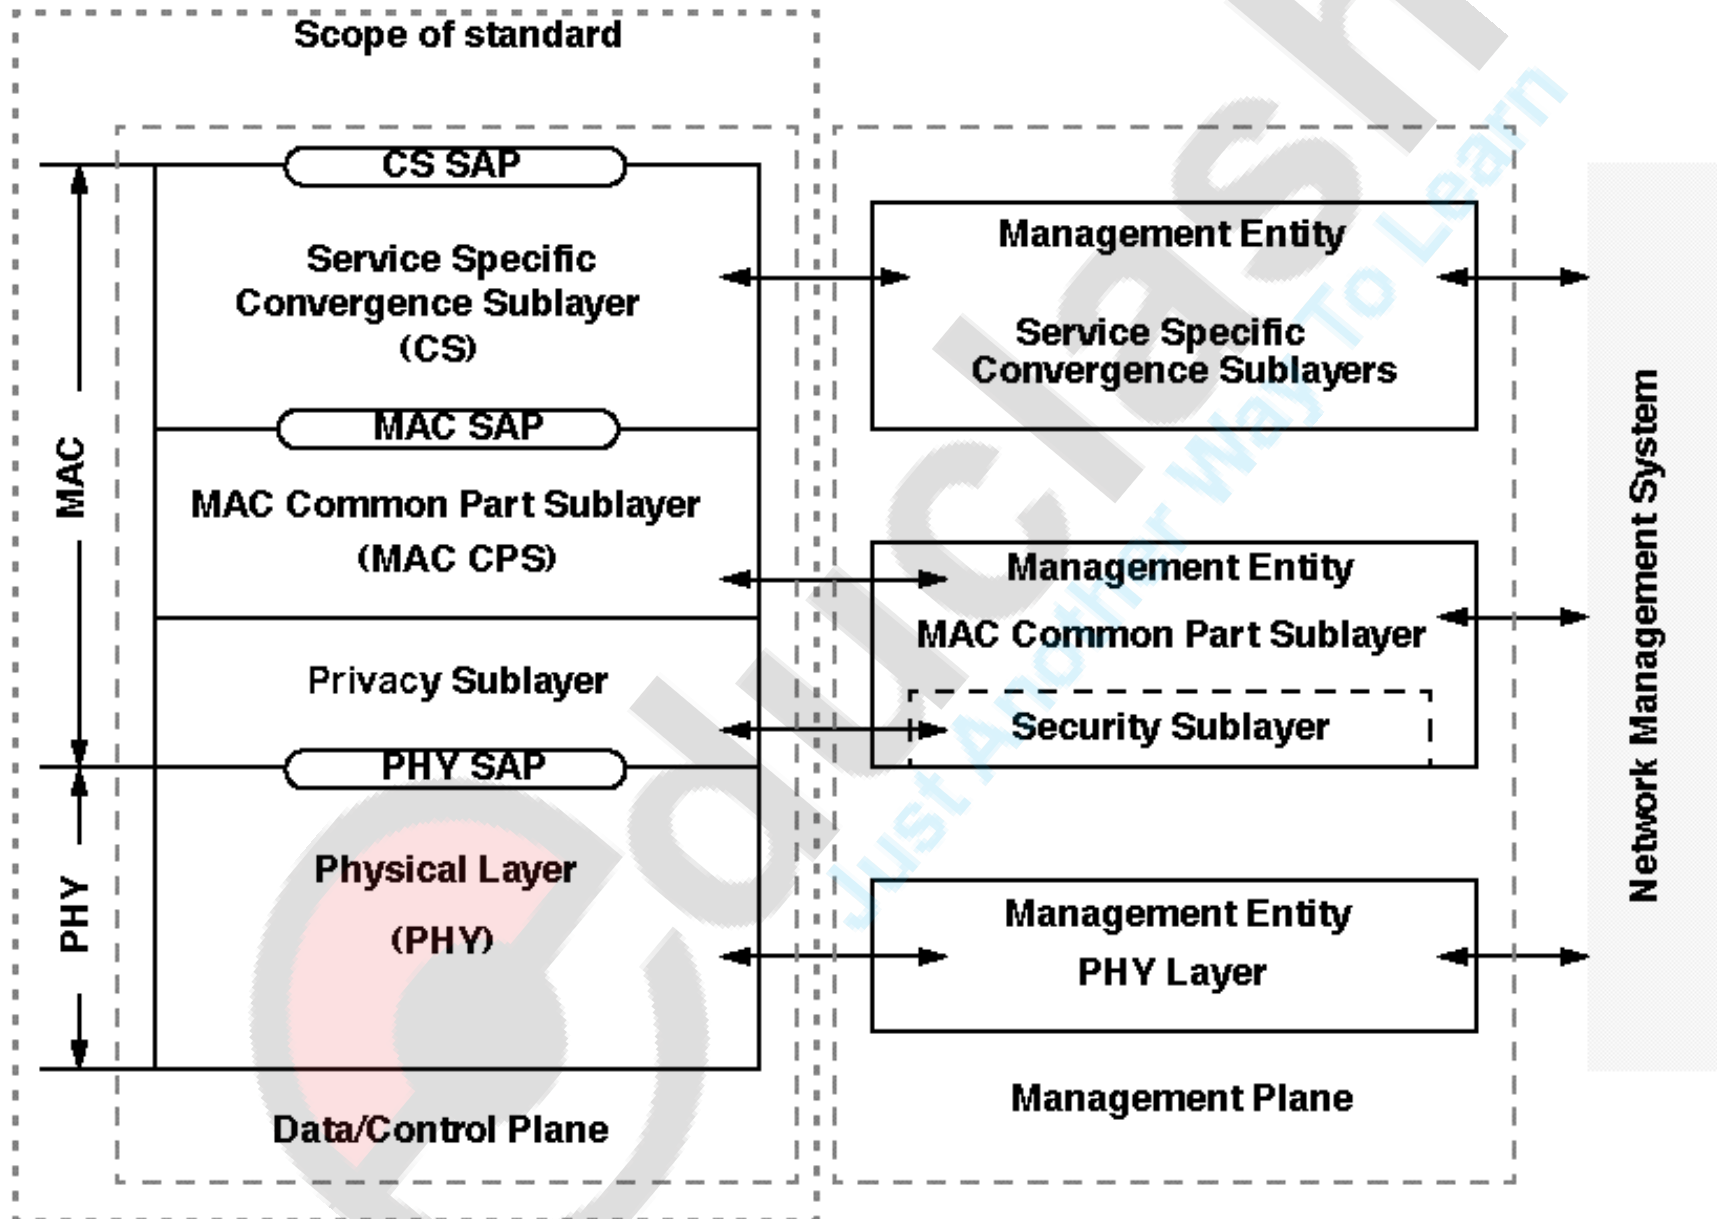 Scope of standard
CS SAP
Service Specific
Convergence Sublayer
(CS)
MAC SAP
MAC Common Part Sublayer
(MAC CPS)
Privacy Sublayer
PHY SAP
Physical Layer
(PHY)
Data/Control Plane
MAC
PHY
Management Entity
Service Specific
Convergence Sublayers
Management Entity
MAC Common Part Sublayer
Security Sublayer
Management Entity
PHY Layer
Management Plane
Network Management System
educlash
Just Another Way To Learn